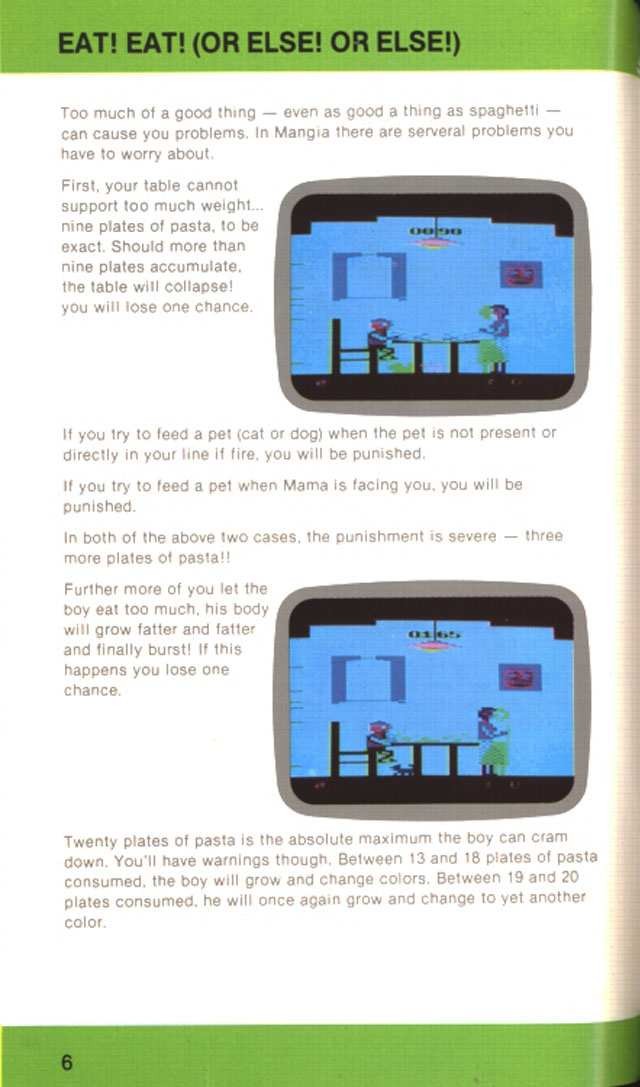 EAT! EAT! (OR ELSE! OR ELSE!)
Too much of a good thing — even as good a thing as spaghetti —
can cause you problems. In Mangia there are serveral problems you
have to worry about.
First, your table cannot
support too much weight...
nine plates of pasta, to be
exact. Should more than
nine plates accumulate,
the table will collapse!
you will lose one chance.
00:90
If you try to feed a pet (cat or dog) when the pet is not present or
directly in your line if fire, you will be punished.
If you try to feed a pet when Mama is facing you, you will be
punished.
In both of the above two cases, the punishment is severe — three
more plates of pasta!!
Further more of you let the
boy eat too much, his body
will grow fatter and fatter
and finally burst! If this
happens you lose one
chance.
01:65
Twenty plates of pasta is the absolute maximum the boy can cram
down. You'll have warnings though. Between 13 and 18 plates of pasta
consumed, the boy will grow and change colors. Between 19 and 20
plates consumed, he will once again grow and change to yet another
color.
6